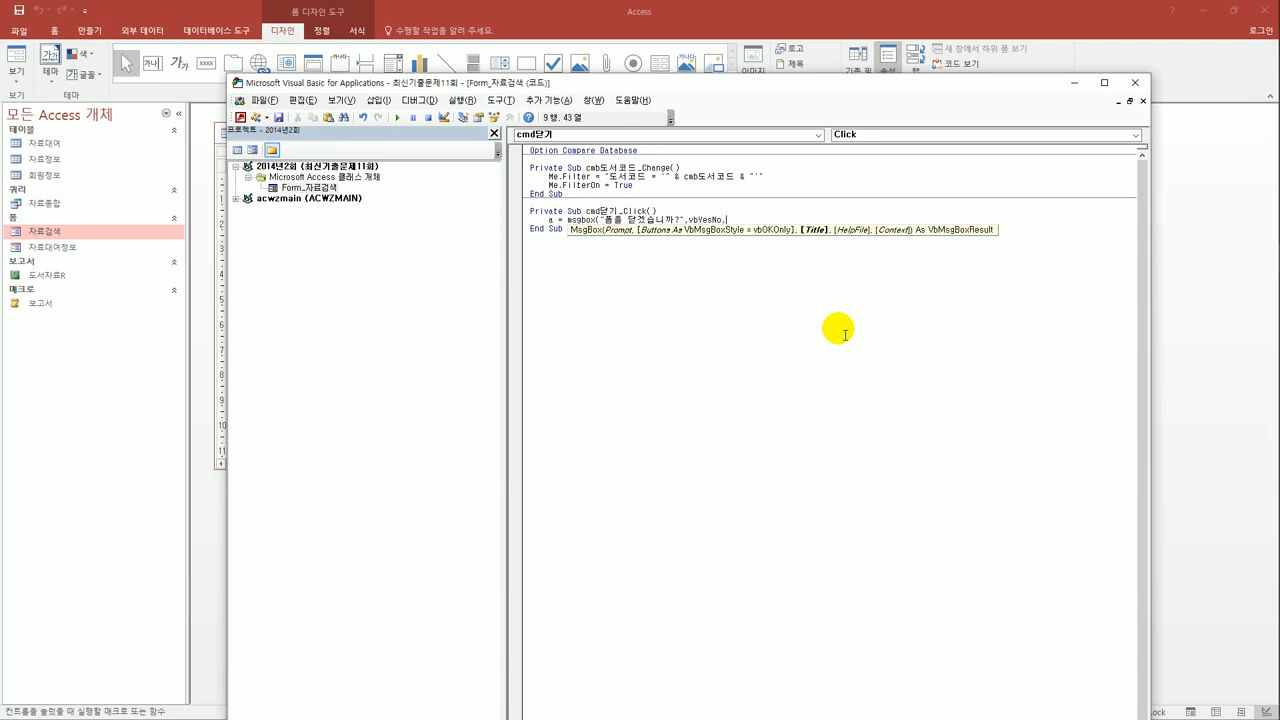 폼 디자인 도구
Access
파일 홈 만들기 외부 데이터 데이터베이스 도구 디자인 정렬 서식 수행할 작업을 알려 주세요. 로그인
보기
테마
색
글꼴
로고
제목
새 창에서 하위 폼 보기
코드 보기
보기
테마
Microsoft Visual Basic for Applications - 최신기출문제11회 - [Form_자료검색 (코드)]
파일(F) 편집(E) 보기(V) 삽입(I) 디버그(D) 실행(R) 도구(T) 추가 기능(A) 창(W) 도움말(H)
9 행, 43 열
모든 Access 개체
테이블
자료대여
자료정보
회원정보
쿼리
자료종합
폼
자료검색
자료대여정보
보고서
도서자료R
매크로
보고서
프로젝트 - 2014년2회
2014년2회 (최신기출문제11회)
Microsoft Access 클래스 개체
Form_자료검색
acwzmain (ACWZMAIN)
cmd닫기 Click
Option Compare Database
Private Sub cmb도서코드_Change()
Me.Filter = "도서코드 = '" & cmb도서코드 & "'"
Me.FilterOn = True
End Sub
Private Sub cmd닫기_Click()
a = msgbox("폼을 닫겠습니까?",vbYesNo,
End Sub
MsgBox(Prompt, [Buttons As VbMsgBoxStyle = vbOKOnly], [Title], [HelpFile], [Context]) As VbMsgBoxResult
컨트롤을 눌렀을 때 실행할 매크로 또는 함수